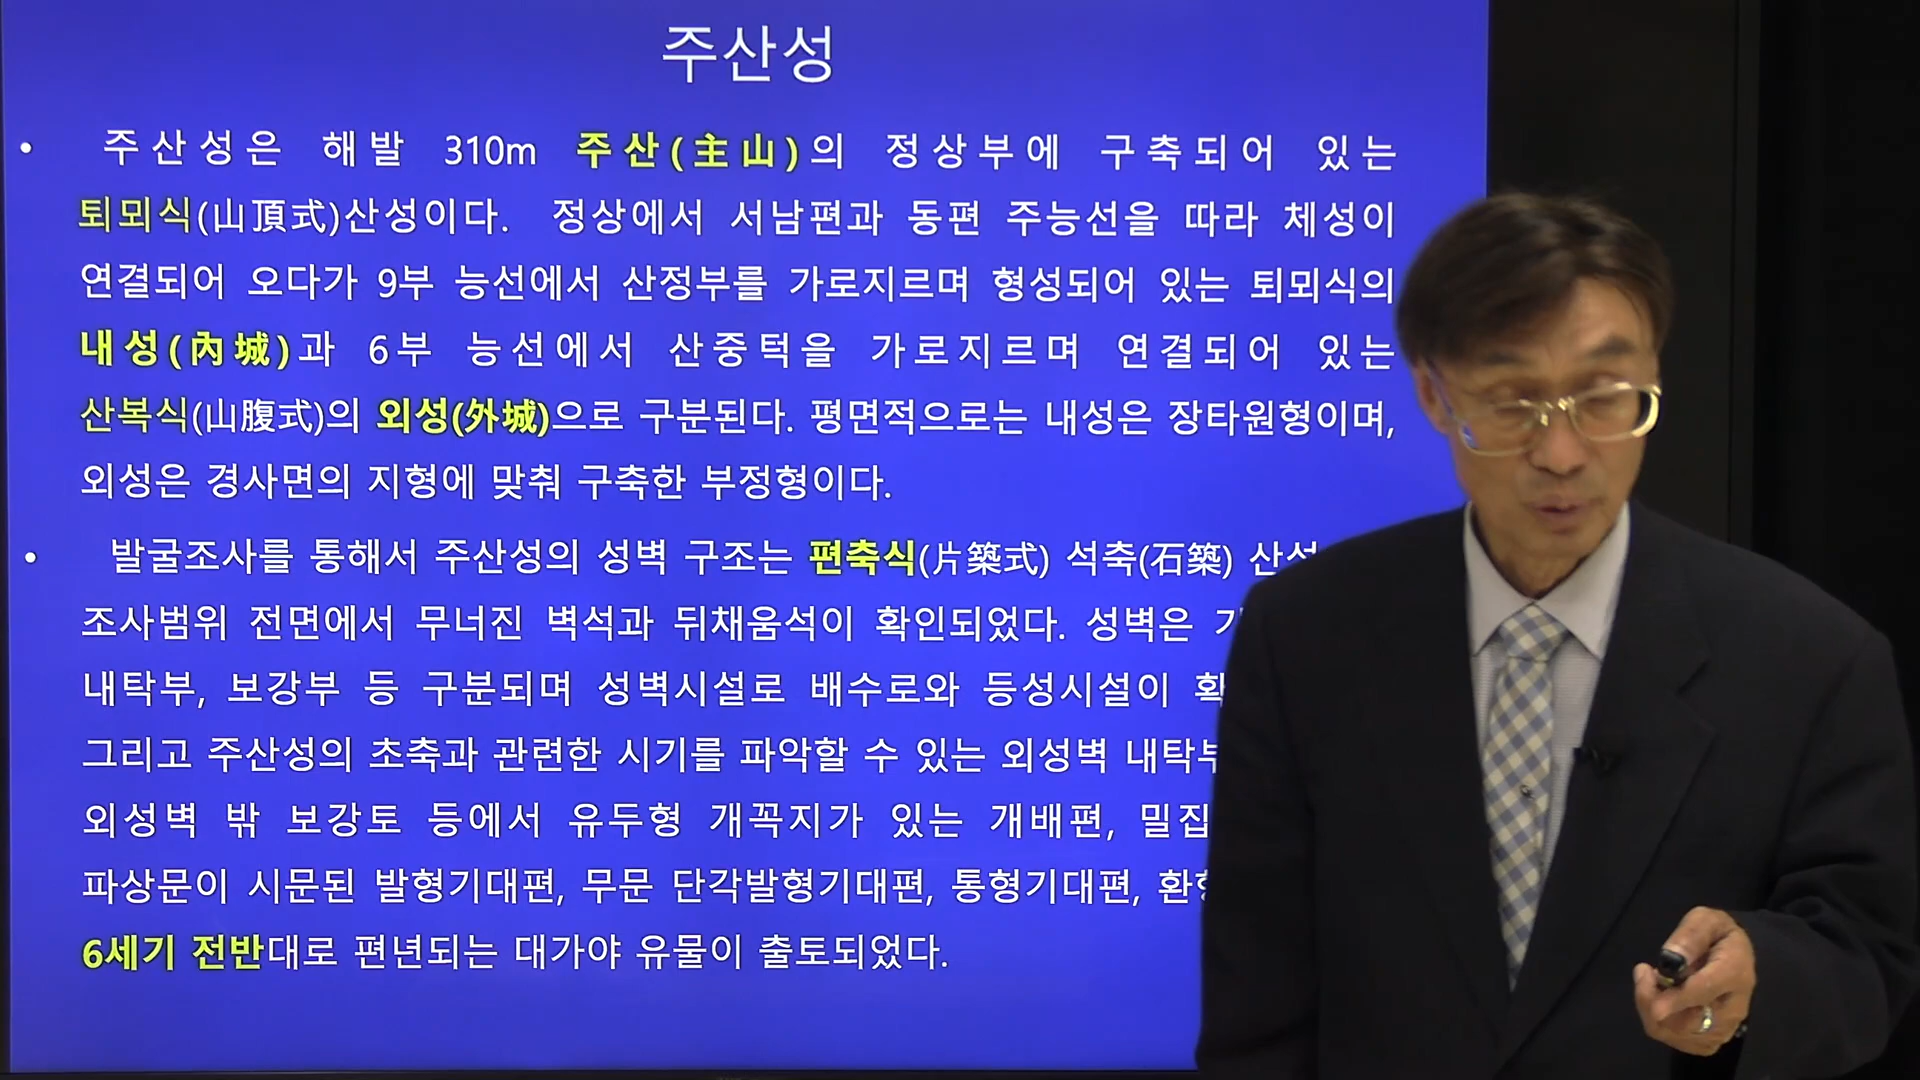 주산성
• 주산성은 해발 310m 주산(主山)의 정상부에 구축되어 있는
퇴뫼식(山頂式)산성이다. 정상에서 서남편과 동편 주능선을 따라 체성이
연결되어 오다가 9부 능선에서 산정부를 가로지르며 형성되어 있는 퇴뫼식의
내성(內城)과 6부 능선에서 산중턱을 가로지르며 연결되어 있는
산복식(山腹式)의 외성(外城)으로 구분된다. 평면적으로는 내성은 장타원형이며,
외성은 경사면의 지형에 맞춰 구축한 부정형이다.
• 발굴조사를 통해서 주산성의 성벽 구조는 편축식(片築式) 석축(石築)
조사범위 전면에서 무너진 벽석과 뒤채움석이 확인되었다. 성벽은
내탁부, 보강부 등 구분되며 성벽시설로 배수로와 등성시설이
그리고 주산성의 초축과 관련한 시기를 파악할 수 있는 외성벽 내탁부
외성벽 밖 보강토 등에서 유두형 개꼭지가 있는 개배편, 밀집
파상문이 시문된 발형기대편, 무문 단각발형기대편, 통형기대편,
6세기 전반대로 편년되는 대가야 유물이 출토되었다.